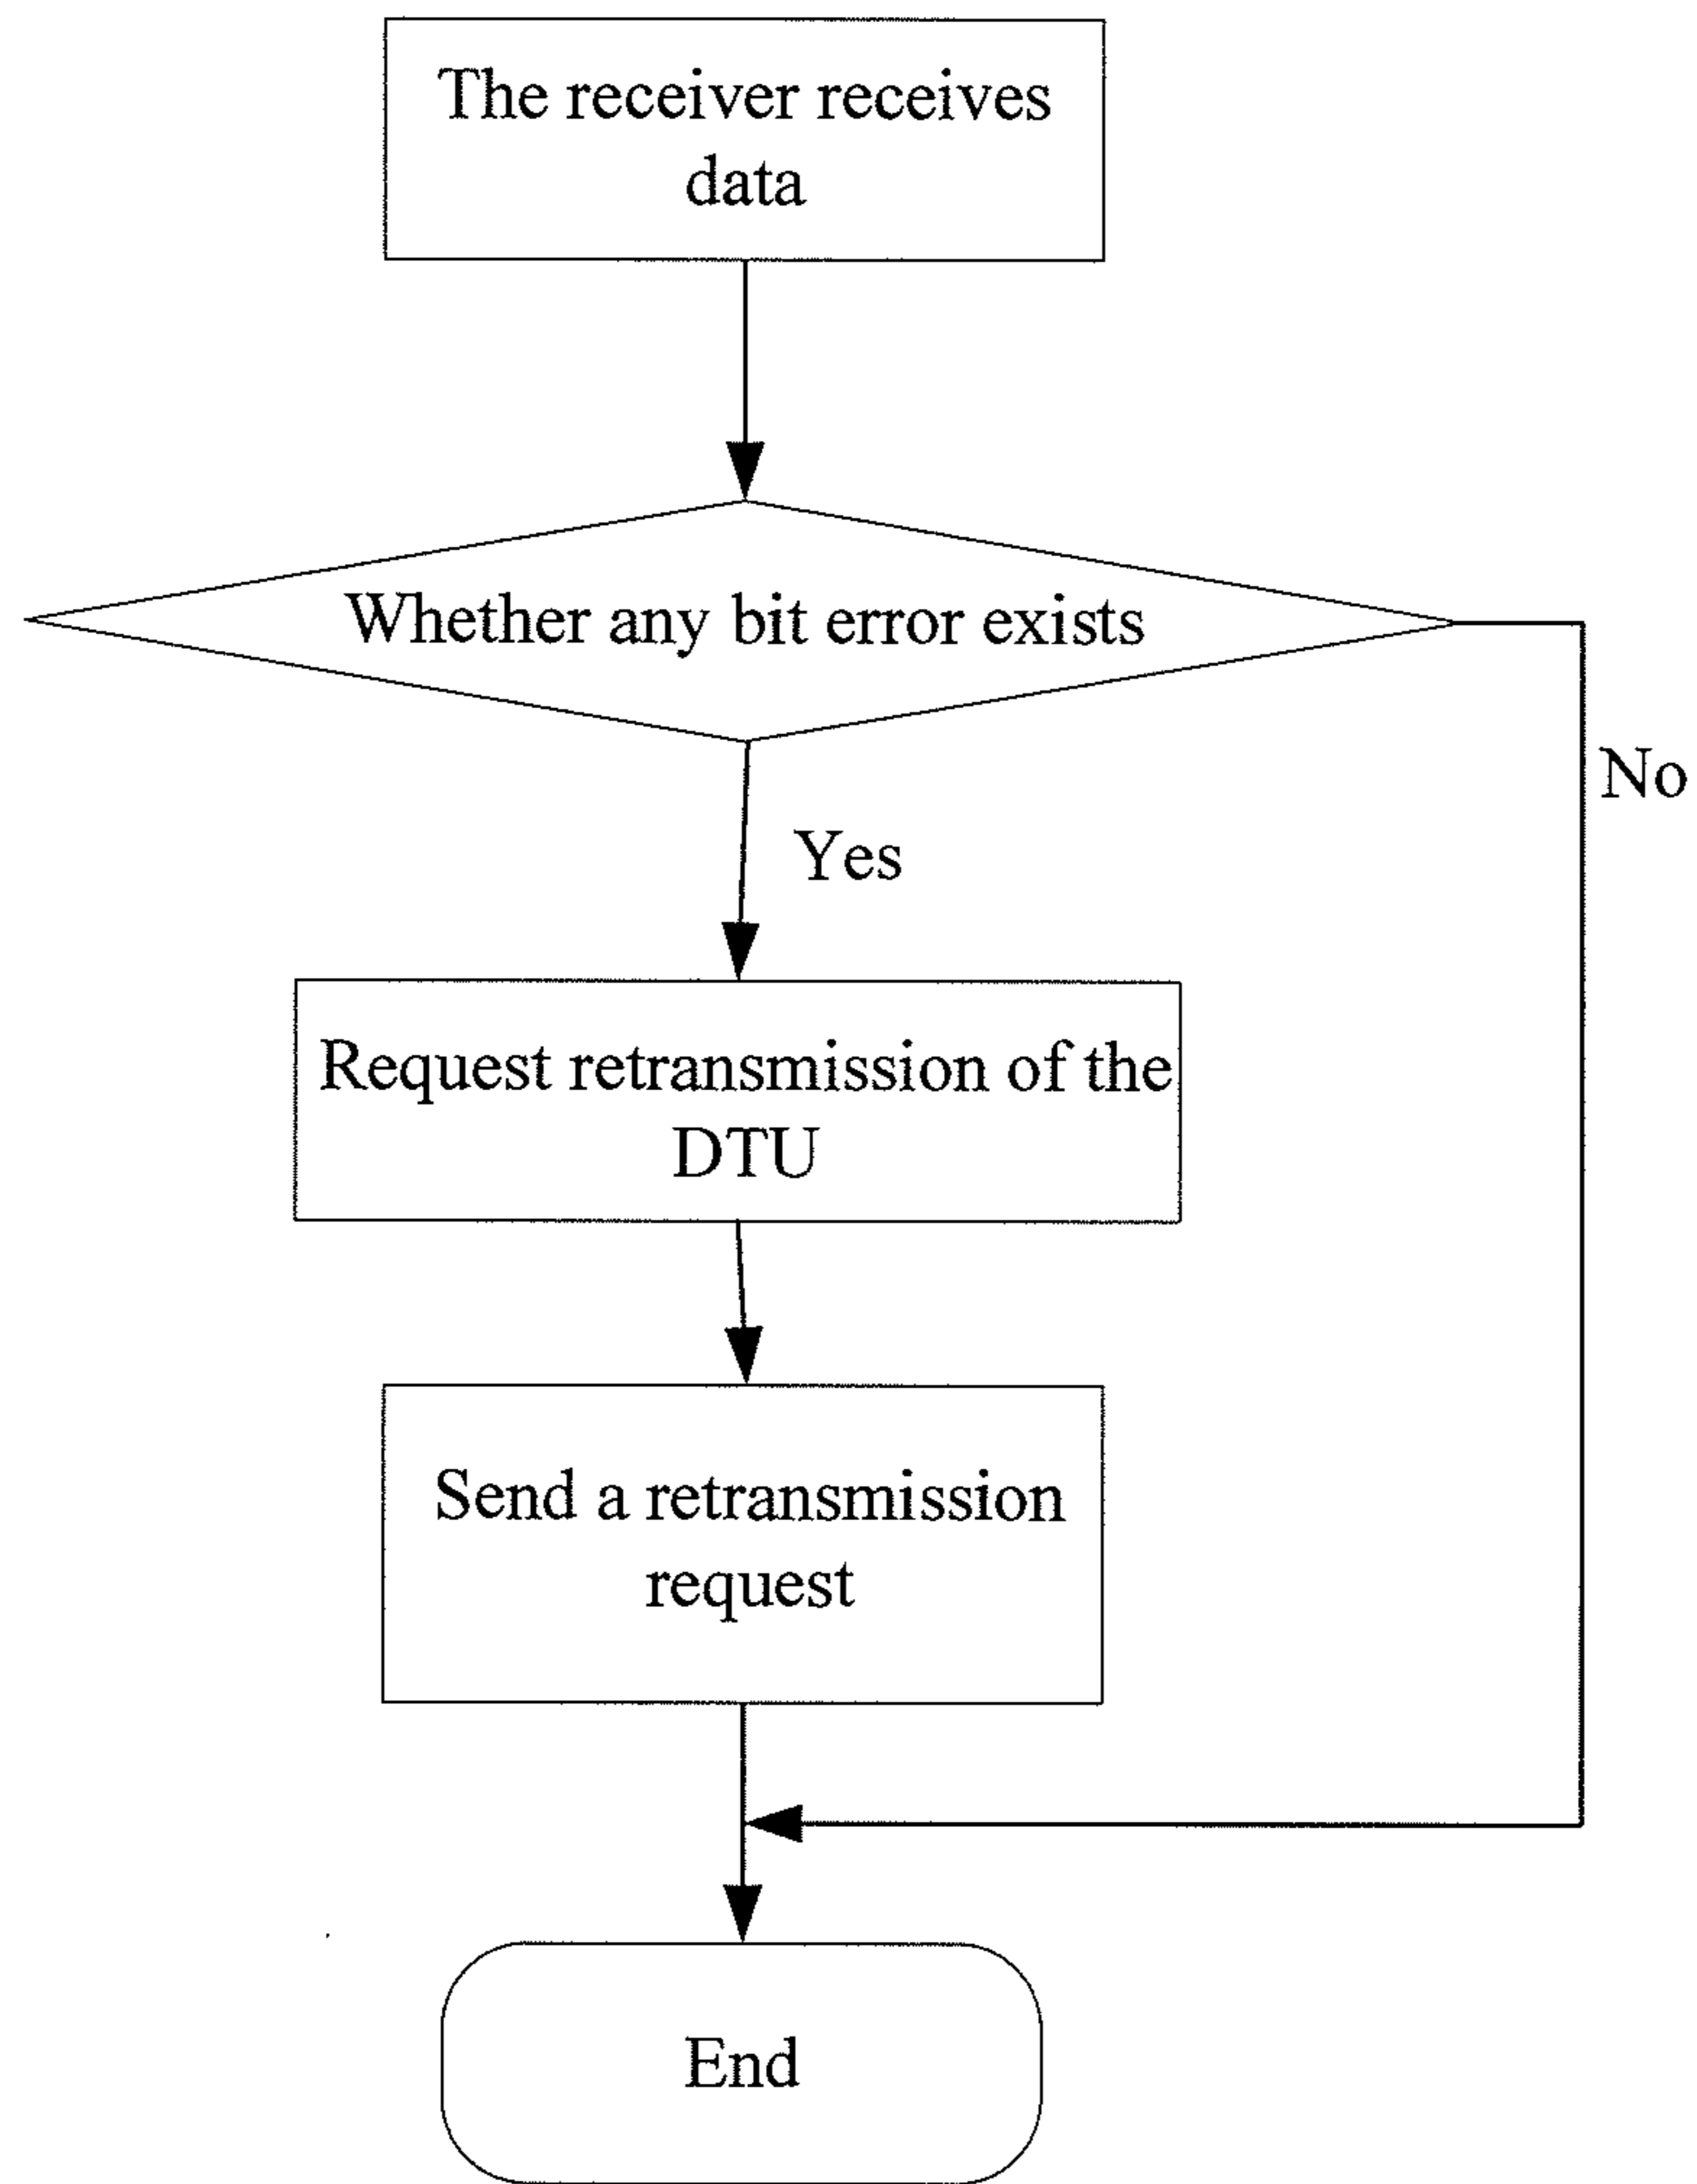 The receiver receives
data
Whether any bit error exists
No
Yes
Request retransmission of the
DTU
Send a retransmission
request
End